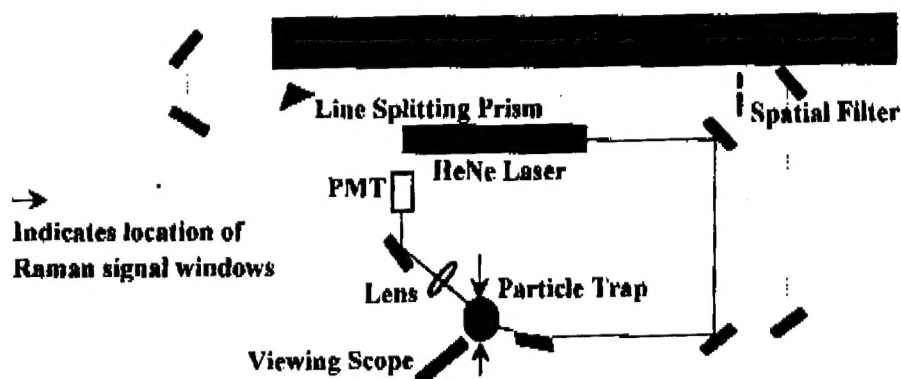 Line Splitting Prism
Spatial Filter
HeNe Laser
PMT
Indicates location of
Raman signal windows
Lens
Particle Trap
Viewing Scope